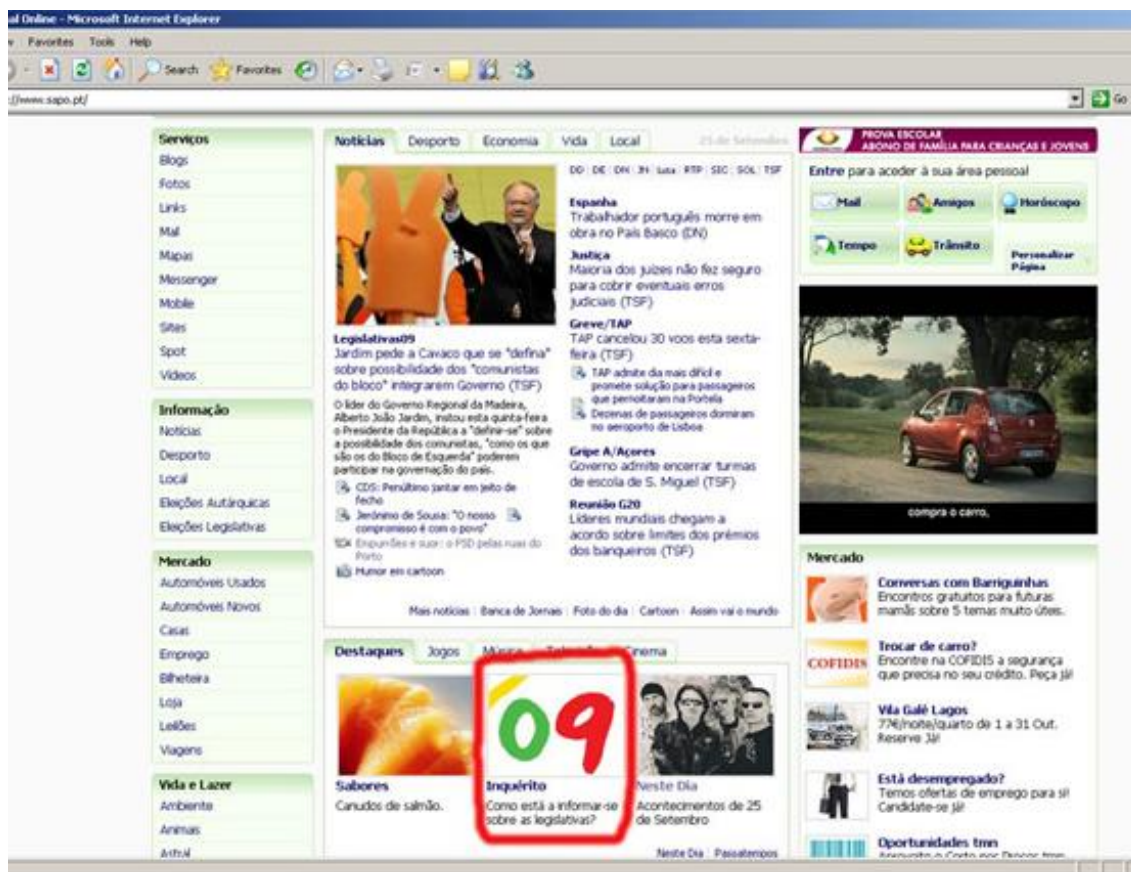 al Online - Microsoft Internet Explorer
Favorites Tools Help
Search Favorites
://www.sapo.pt/ Go
Serviços
Blogs
Fotos
Links
Mail
Mapas
Messenger
Mobile
Sites
Spot
Vídeos
Informação
Notícias
Desporto
Local
Eleições Autárquicas
Eleições Legislativas
Mercado
Automóveis Usados
Automóveis Novos
Casas
Emprego
Bilheteira
Loja
Leilões
Viagens
Vida e Lazer
Ambiente
Animais
Astral
Notícias Desporto Economia Vida Local 25 de Setembro
Legislativas09
Jardim pede a Cavaco que se "defina"
sobre possibilidade dos "comunistas
do bloco" integrarem Governo (TSF)
O líder do Governo Regional da Madeira,
Alberto João Jardim, instou esta quinta-feira
o Presidente da República a "definir-se" sobre
a possibilidade dos comunistas, "como os que
são os do Bloco de Esquerda" poderem
participar na governação do país.
CDS: Penúltimo jantar em jeito de
fecho
Jerónimo de Sousa: "O nosso
compromisso é com o povo"
Empurrões e suor: o PSD pelas ruas do
Porto
Humor em cartoon
DD DE DN JN Lusa RTP SIC SOL TSF
Espanha
Trabalhador português morre em
obra no País Basco (DN)
Justiça
Maioria dos juizes não fez seguro
para cobrir eventuais erros
judiciais (TSF)
Greve/TAP
TAP cancelou 30 voos esta sexta-
feira (TSF)
TAP admite dia mais difícil e
promete solução para passageiros
que pernoitaram na Portela
Dezenas de passageiros dormiram
no aeroporto de Lisboa
Gripe A/Açores
Governo admite encerrar turmas
de escola de S. Miguel (TSF)
Reunião G20
Líderes mundiais chegam a
acordo sobre limites dos prémios
dos banqueiros (TSF)
Mais notícias Banca de Jornais Foto do dia Cartoon Assim vai o mundo
Destaques Jogos Música Televisão Cinema
09
Sabores
Canudos de salmão.
Inquérito
Como está a informar-se
sobre as legislativas?
Neste Dia
Acontecimentos de 25
de Setembro
Neste Dia Passatempos
PROVA ESCOLAR
ABONO DE FAMÍLIA PARA CRIANÇAS E JOVENS
Entre para aceder à sua área pessoal
Mail Amigos Horóscopo
Tempo Trânsito Personalizar
Página
compra o carro,
Mercado
Conversas com Barriguinhas
Encontros gratuitos para futuras
mamãs sobre 5 temas muito úteis.
COFIDIS
Trocar de carro?
Encontre na COFIDIS a segurança
que precisa no seu crédito. Peça já!
Vila Galé Lagos
77€/noite/quarto de 1 a 31 Out.
Reserve Já!
Está desempregado?
Temos ofertas de emprego para si!
Candidate-se já!
Oportunidades tmn